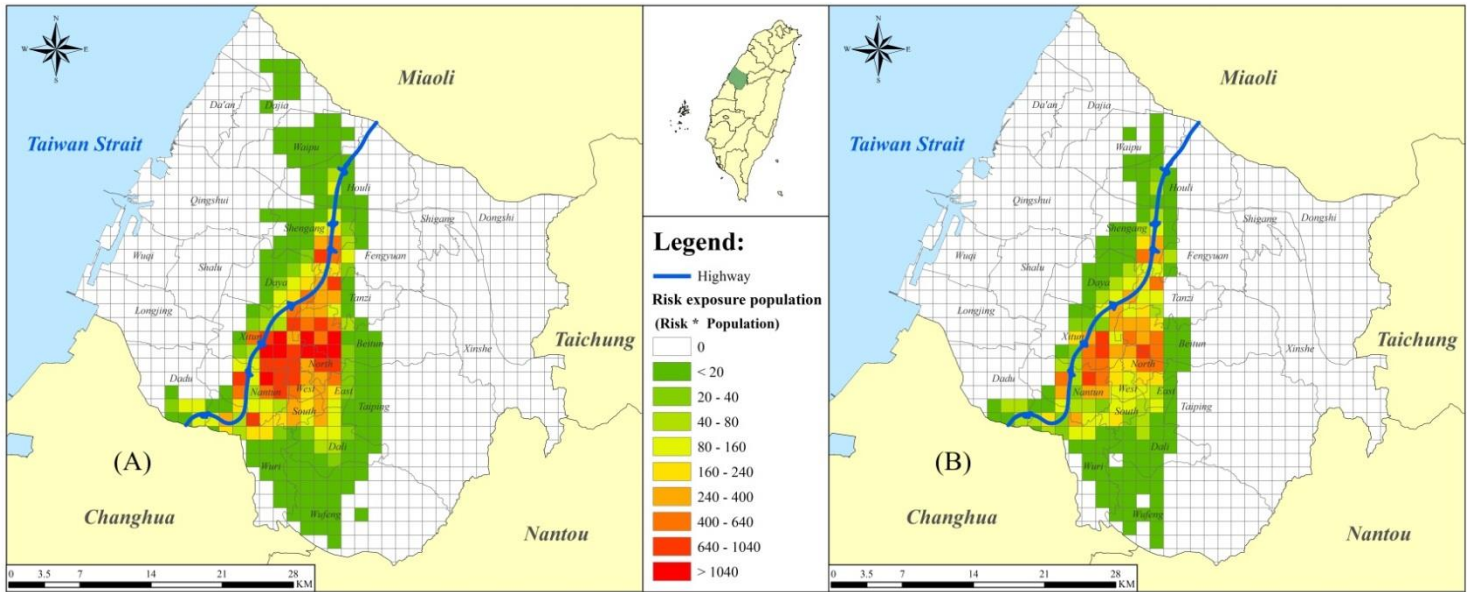 N
W
E
S
Miaoli
Taiwan Strait
Da'an
Dajia
Waipu
Houli
Qingshui
Shigang
Dongshi
Shengang
Wuqi
Shalu
Fengyuan
Daya
Tanzi
Longjing
Taichung
Xitun
Beitun
Xinshe
North
Dadu
Nantun
West
East
South
Taiping
Dali
(A)
Wuri
Changhua
Wufeng
Nantou
0 3.5 7 14 21 28
KM
Legend:
Highway
Risk exposure population
(Risk * Population)
0
< 20
20 - 40
40 - 80
80 - 160
160 - 240
240 - 400
400 - 640
640 - 1040
> 1040
N
W
E
S
Miaoli
Taiwan Strait
Da'an
Dajia
Waipu
Houli
Qingshui
Shigang
Dongshi
Shengang
Wuqi
Shalu
Fengyuan
Daya
Tanzi
Longjing
Taichung
Xitun
Beitun
Xinshe
North
Dadu
Nantun
West
East
South
Taiping
Dali
(B)
Wuri
Changhua
Wufeng
Nantou
0 3.5 7 14 21 28
KM